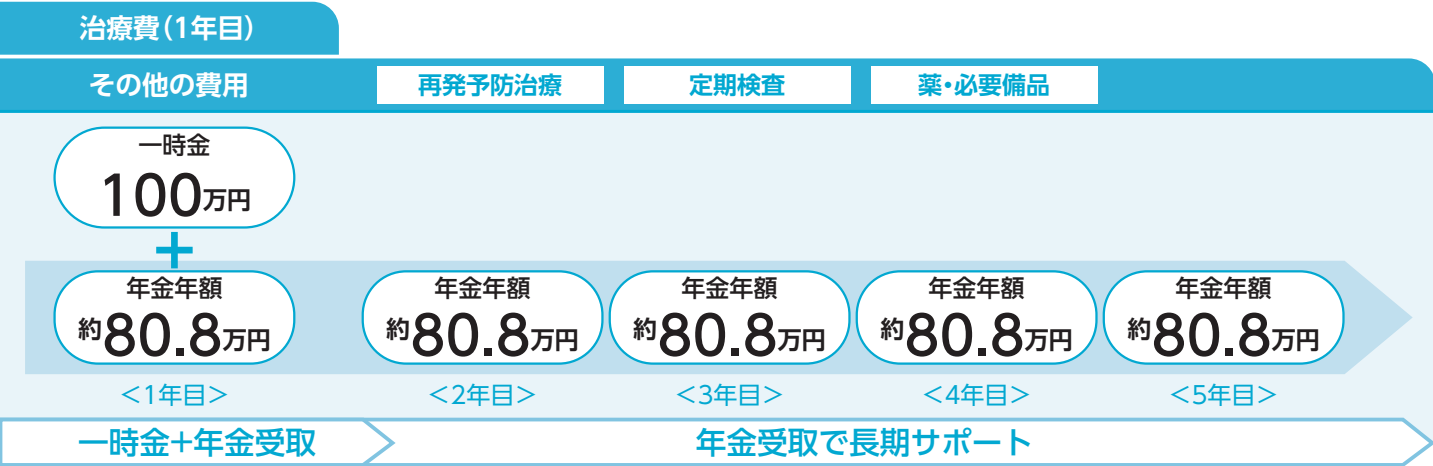 治療費（1年目）
その他の費用
再発予防治療
定期検査
薬・必要備品
一時金
100万円
+
年金年額
約80.8万円
年金年額
約80.8万円
年金年額
約80.8万円
年金年額
約80.8万円
年金年額
約80.8万円
＜1年目＞
＜2年目＞
＜3年目＞
＜4年目＞
＜5年目＞
一時金+年金受取
年金受取で長期サポート